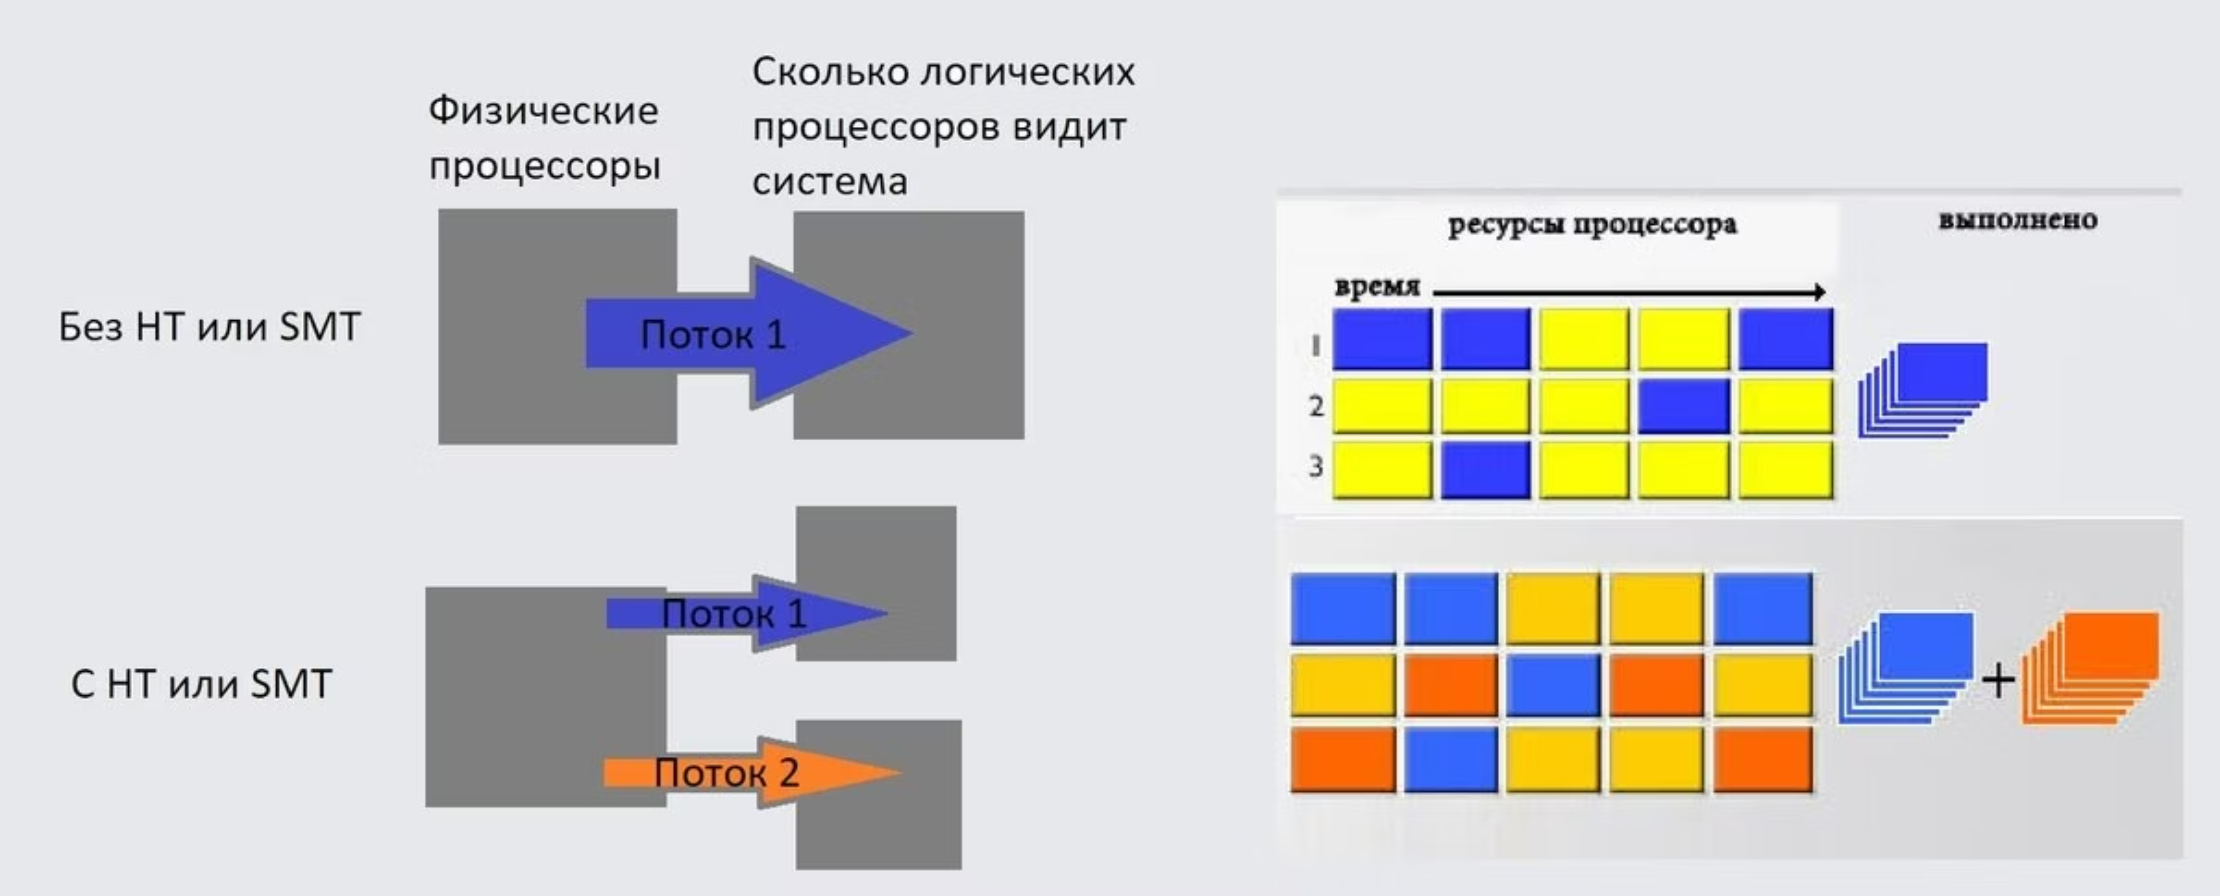 Физические
процессоры
Сколько логических
процессоров видит
система
Без HT или SMT
Поток 1
С HT или SMT
Поток 1
Поток 2
ресурсы процессора
выполнено
время
1
2
3
+